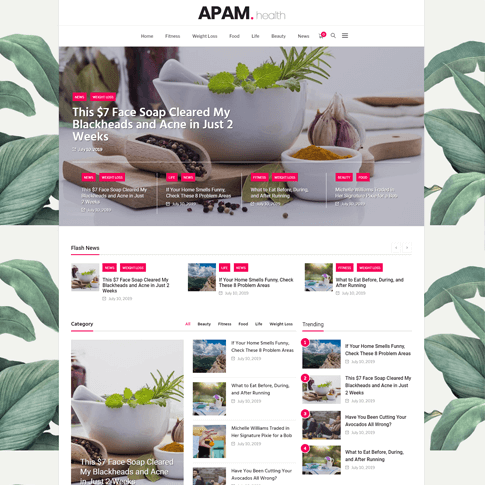 APAM. health
Home Fitness Weight Loss Food Life Beauty News 0
NEWS WEIGHT LOSS
This $7 Face Soap Cleared My
Blackheads and Acne in Just 2
Weeks
July 10, 2019
NEWS WEIGHT LOSS
This $7 Face Soap Cleared My
Blackheads and Acne in Just
2 Weeks
July 10, 2019
LIFE NEWS
If Your Home Smells Funny,
Check These 8 Problem Areas
July 10, 2019
FITNESS WEIGHT LOSS
What to Eat Before, During,
and After Running
July 10, 2019
BEAUTY FOOD
Michelle Williams Traded in
Her Signature Pixie for a Bob
July 10, 2019
Flash News
NEWS WEIGHT LOSS
This $7 Face Soap Cleared My
Blackheads and Acne in Just 2
Weeks
July 10, 2019
LIFE NEWS
If Your Home Smells Funny, Check
These 8 Problem Areas
July 10, 2019
FITNESS WEIGHT LOSS
What to Eat Before, During, and
After Running
July 10, 2019
Category
All Beauty Fitness Food Life Weight Loss
This $7 Face Soap Cleared
My Blackheads and Acne
in Just 2 Weeks
If Your Home Smells Funny,
Check These 8 Problem Areas
July 10, 2019
What to Eat Before, During,
and After Running
July 10, 2019
Michelle Williams Traded in
Her Signature Pixie for a Bob
July 10, 2019
Have You Been Cutting Your
Avocados All Wrong?
Trending
1
If Your Home Smells Funny,
Check These 8 Problem Areas
July 10, 2019
2
This $7 Face Soap Cleared My
Blackheads and Acne in Just 2
Weeks
July 10, 2019
3
Have You Been Cutting Your
Avocados All Wrong?
July 10, 2019
4
What to Eat Before, During,
and After Running
July 10, 2019